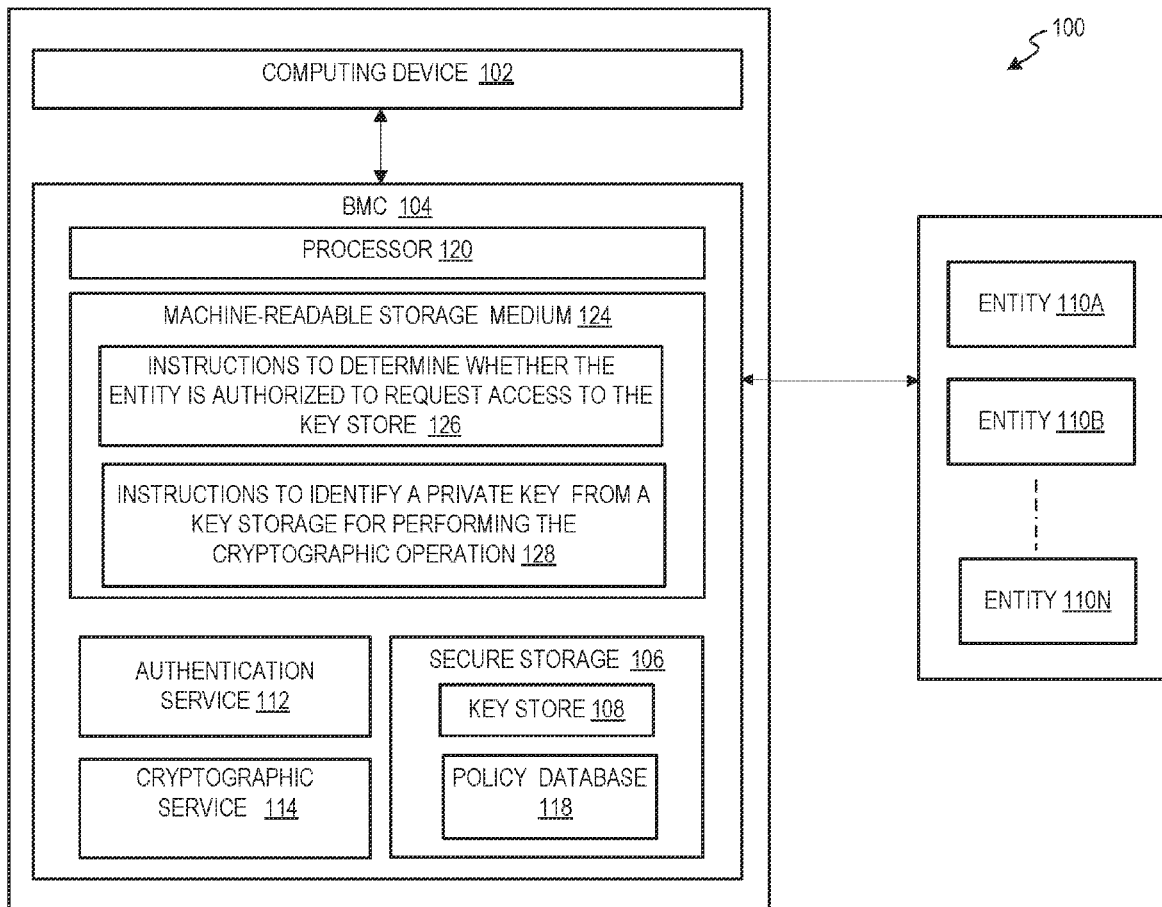 100
COMPUTING DEVICE 102
BMC 104
PROCESSOR 120
MACHINE-READABLE STORAGE MEDIUM 124
INSTRUCTIONS TO DETERMINE WHETHER THE
ENTITY IS AUTHORIZED TO REQUEST ACCESS TO THE
KEY STORE 126
INSTRUCTIONS TO IDENTIFY A PRIVATE KEY FROM A
KEY STORAGE FOR PERFORMING THE
CRYPTOGRAPHIC OPERATION 128
AUTHENTICATION
SERVICE 112
CRYPTOGRAPHIC
SERVICE 114
SECURE STORAGE 106
KEY STORE 108
POLICY DATABASE
118
ENTITY 110A
ENTITY 110B
ENTITY 110N